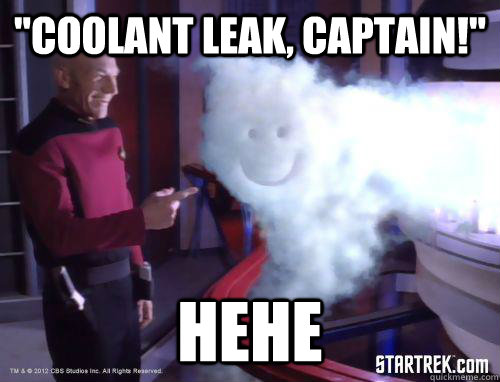 "COOLANT LEAK, CAPTAIN!"
HEHE
TM & © 2012 CBS Studios Inc. All Rights Reserved.
STARTREK.com
quickmeme.com